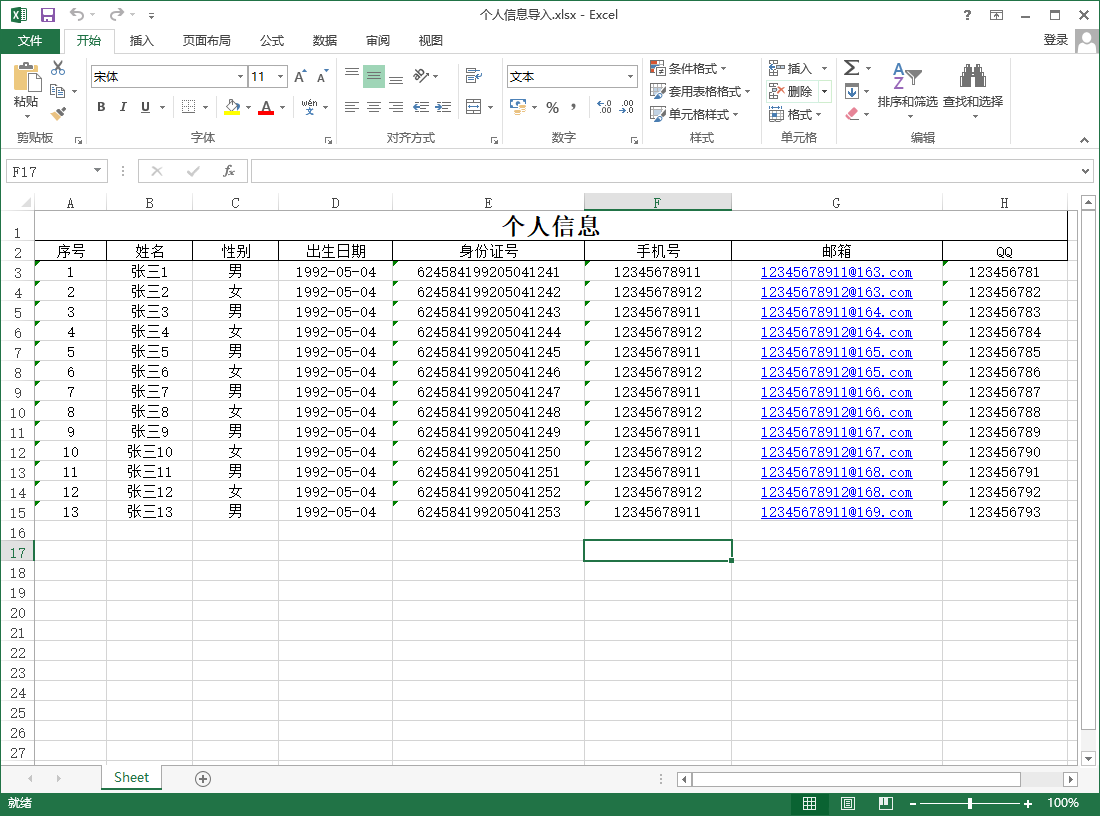 个人信息导入.xlsx - Excel
文件 开始 插入 页面布局 公式 数据 审阅 视图 登录
宋体 11 文本 条件格式 插入
粘贴 套用表格格式 删除 排序和筛选 查找和选择
B I U A wén 文 % , 单元格样式 格式
剪贴板 字体 对齐方式 数字 样式 单元格 编辑
F17 fx
A B C D E F G H
1 个人信息
2 序号 姓名 性别 出生日期 身份证号 手机号 邮箱 QQ
3 1 张三1 男 1992-05-04 624584199205041241 12345678911 12345678911@163.com 123456781
4 2 张三2 女 1992-05-04 624584199205041242 12345678912 12345678912@163.com 123456782
5 3 张三3 男 1992-05-04 624584199205041243 12345678911 12345678911@164.com 123456783
6 4 张三4 女 1992-05-04 624584199205041244 12345678912 12345678912@164.com 123456784
7 5 张三5 男 1992-05-04 624584199205041245 12345678911 12345678911@165.com 123456785
8 6 张三6 女 1992-05-04 624584199205041246 12345678912 12345678912@165.com 123456786
9 7 张三7 男 1992-05-04 624584199205041247 12345678911 12345678911@166.com 123456787
10 8 张三8 女 1992-05-04 624584199205041248 12345678912 12345678912@166.com 123456788
11 9 张三9 男 1992-05-04 624584199205041249 12345678911 12345678911@167.com 123456789
12 10 张三10 女 1992-05-04 624584199205041250 12345678912 12345678912@167.com 123456790
13 11 张三11 男 1992-05-04 624584199205041251 12345678911 12345678911@168.com 123456791
14 12 张三12 女 1992-05-04 624584199205041252 12345678912 12345678912@168.com 123456792
15 13 张三13 男 1992-05-04 624584199205041253 12345678911 12345678911@169.com 123456793
16
17
18
19
20
21
22
23
24
25
26
27
Sheet
就绪 100%